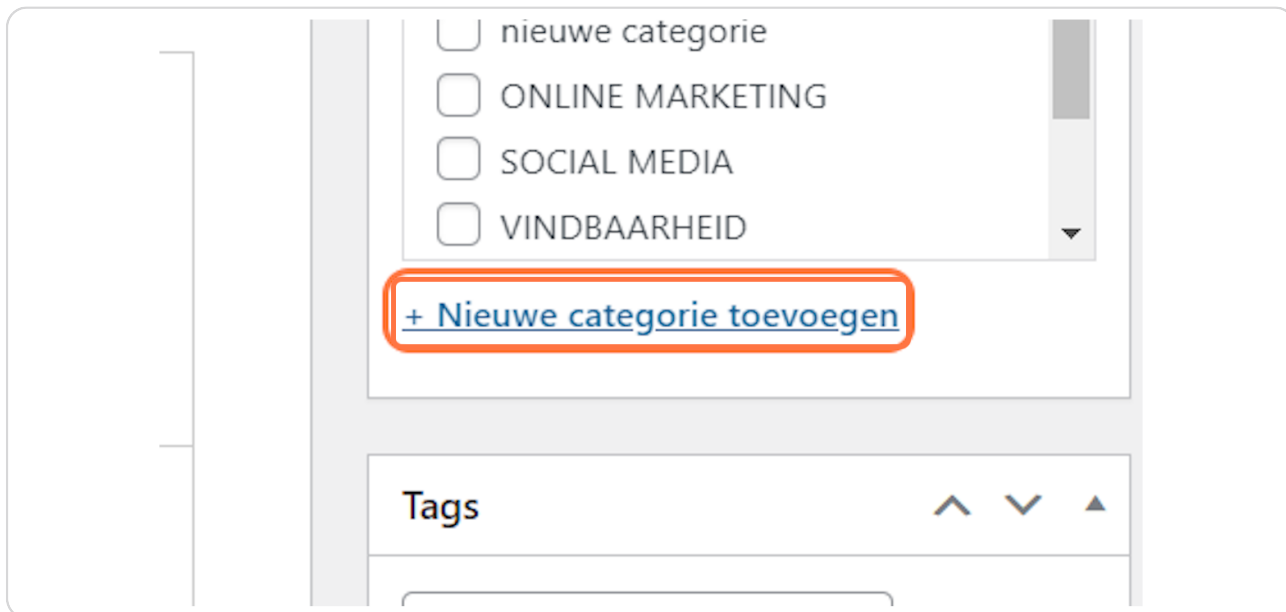 nieuwe categorie
ONLINE MARKETING
SOCIAL MEDIA
VINDBAARHEID
+ Nieuwe categorie toevoegen
Tags